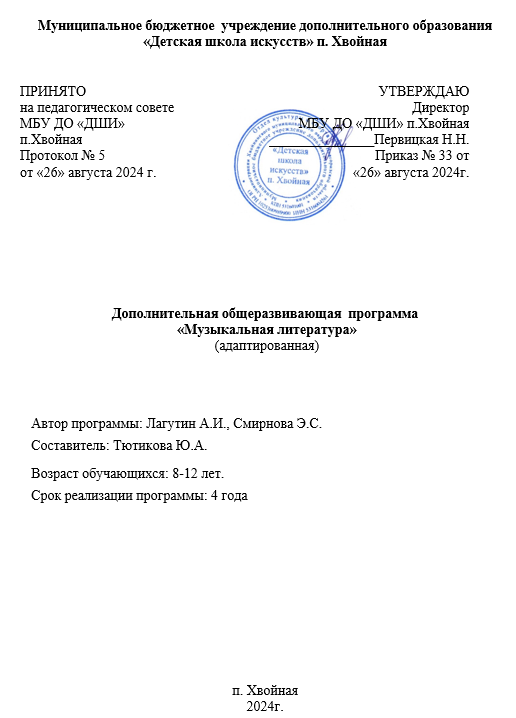 Муниципальное бюджетное учреждение дополнительного образования
«Детская школа искусств» п. Хвойная
ПРИНЯТО
на педагогическом совете
МБУ ДО «ДШИ»
п.Хвойная
Протокол № 5
от «26» августа 2024 г.
УТВЕРЖДАЮ
Директор
МБУ ДО «ДШИ» п.Хвойная
_______________Первицкая Н.Н.
Приказ № 33 от
«26» августа 2024г.
«Детская
школа
искусств»
п. Хвойная
Дополнительная общеразвивающая программа
«Музыкальная литература»
(адаптированная)
Автор программы: Лагутин А.И., Смирнова Э.С.
Составитель: Тютикова Ю.А.
Возраст обучающихся: 8-12 лет.
Срок реализации программы: 4 года
п. Хвойная
2024г.